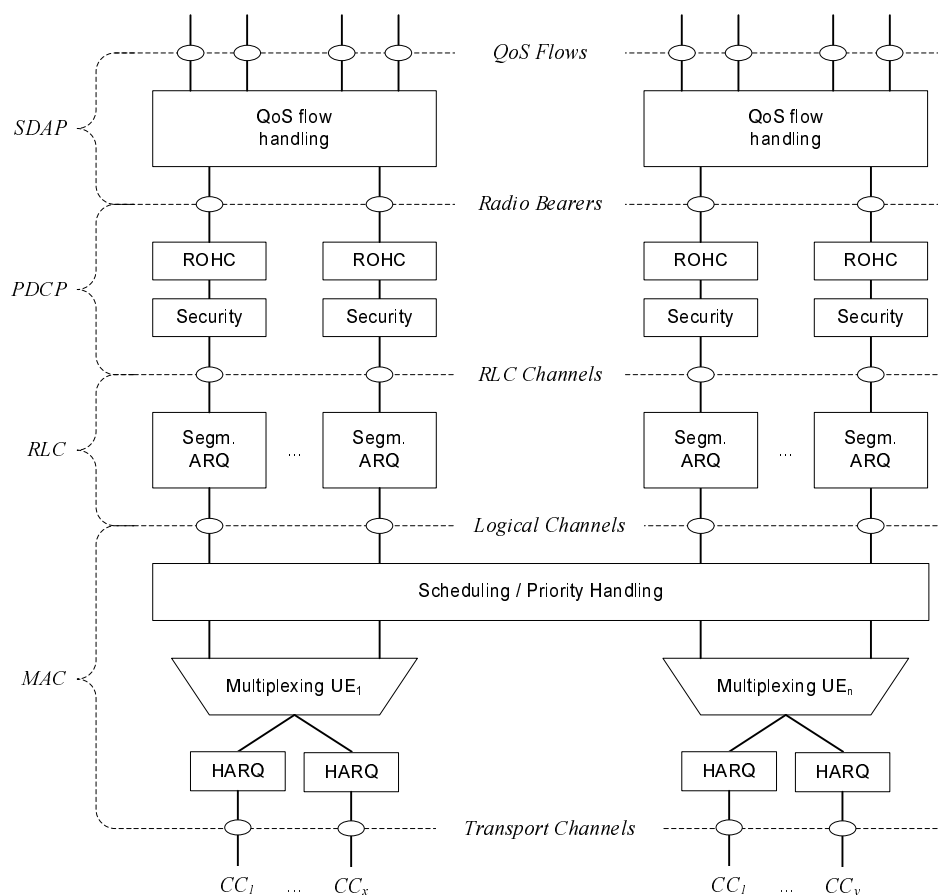 QoS Flows
SDAP
QoS flow
handling
QoS flow
handling
Radio Bearers
ROHC
ROHC
ROHC
ROHC
PDCP
Security
Security
Security
Security
RLC Channels
RLC
Segm.
ARQ
...
Segm.
ARQ
Segm.
ARQ
...
Segm.
ARQ
Logical Channels
Scheduling / Priority Handling
MAC
Multiplexing UE1
Multiplexing UEn
HARQ
HARQ
HARQ
HARQ
Transport Channels
CC1 ... CCx
CC1 ... CCy